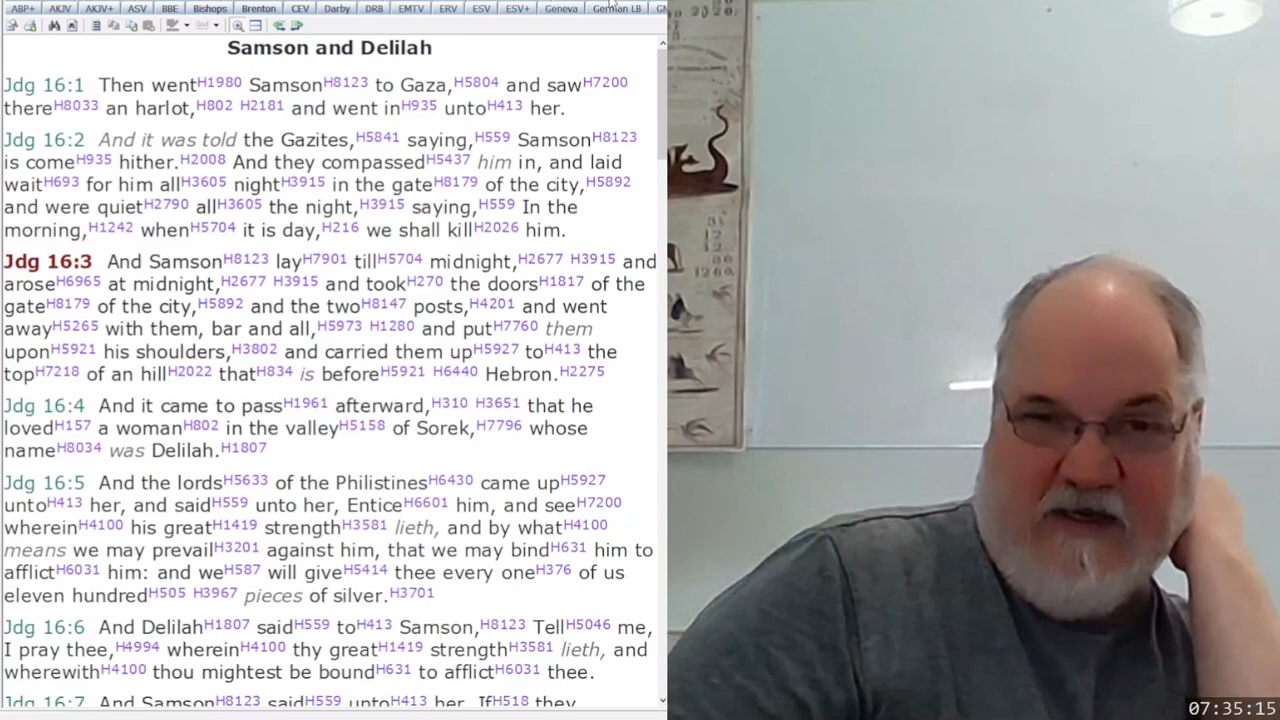 ABP+ AKJV AKJV+ ASV BBE Bishops Brenton CEV Darby DRB EMTV ERV ESV ESV+ Geneva German LB
Samson and Delilah
Jdg 16:1 Then wentH1980 SamsonH8123 to Gaza,H5804 and sawH7200
thereH8033 an harlot,H802 H2181 and went inH935 untoH413 her.
Jdg 16:2 And it was told the Gazites,H5841 saying,H559 SamsonH8123
is comeH935 hither.H2008 And they compassedH5437 him in, and laid
waitH693 for him allH3605 nightH3915 in the gateH8179 of the city,H5892
and were quietH2790 allH3605 the night,H3915 saying,H559 In the
morning,H1242 whenH5704 it is day,H216 we shall killH2026 him.
Jdg 16:3 And SamsonH8123 layH7901 tillH5704 midnight,H2677 H3915 and
aroseH6965 at midnight,H2677 H3915 and tookH270 the doorsH1817 of the
gateH8179 of the city,H5892 and the twoH8147 posts,H4201 and went
awayH5265 with them, bar and all,H5973 H1280 and putH7760 them
uponH5921 his shoulders,H3802 and carried them upH5927 toH413 the
topH7218 of an hillH2022 thatH834 is beforeH5921 H6440 Hebron.H2275
Jdg 16:4 And it came to passH1961 afterward,H310 H3651 that he
lovedH157 a womanH802 in the valleyH5158 of Sorek,H7796 whose
nameH8034 was Delilah.H1807
Jdg 16:5 And the lordsH5633 of the PhilistinesH6430 came upH5927
untoH413 her, and saidH559 unto her, EnticeH6601 him, and seeH7200
whereinH4100 his greatH1419 strengthH3581 lieth, and by whatH4100
means we may prevailH3201 against him, that we may bindH631 him to
afflictH6031 him: and weH587 will giveH5414 thee every oneH376 of us
eleven hundredH505 H3967 pieces of silver.H3701
Jdg 16:6 And DelilahH1807 saidH559 toH413 Samson,H8123 TellH5046 me,
I pray thee,H4994 whereinH4100 thy greatH1419 strengthH3581 lieth, and
wherewithH4100 thou mightest be boundH631 to afflictH6031 thee.
Jdg 16:7 And SamsonH8123 saidH559 untoH413 her, IfH518 they
1260
07:35:15